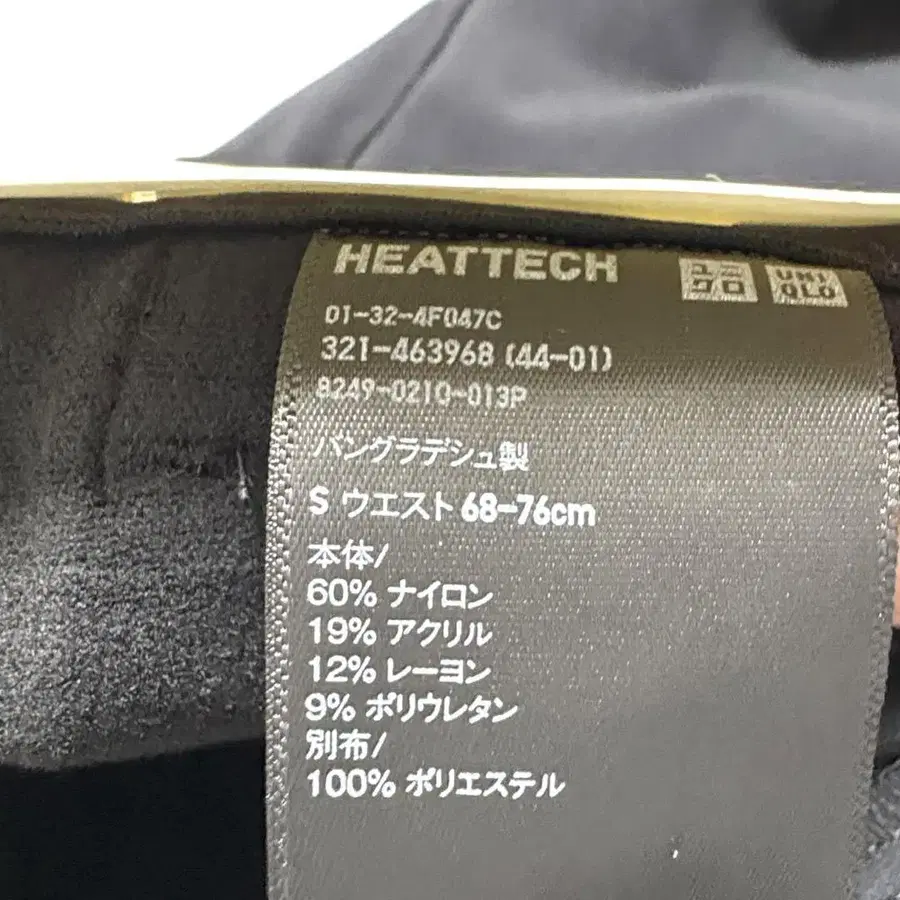 HEATTECH
ユニ
クロ
UNI
QLO
01-32-4F047C
321-463968 (44-01)
8249-0210-013P
バングラデシュ製
S ウエスト 68-76cm
本体/
60% ナイロン
19% アクリル
12% レーヨン
9% ポリウレタン
別布/
100% ポリエステル